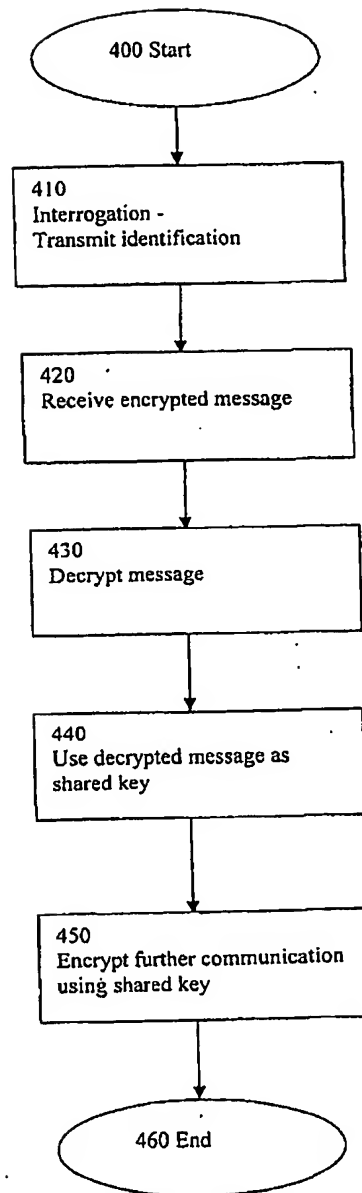 400 Start
410
Interrogation -
Transmit identification
420
Receive encrypted message
430
Decrypt message
440
Use decrypted message as
shared key
450
Encrypt further communication
using shared key
460 End